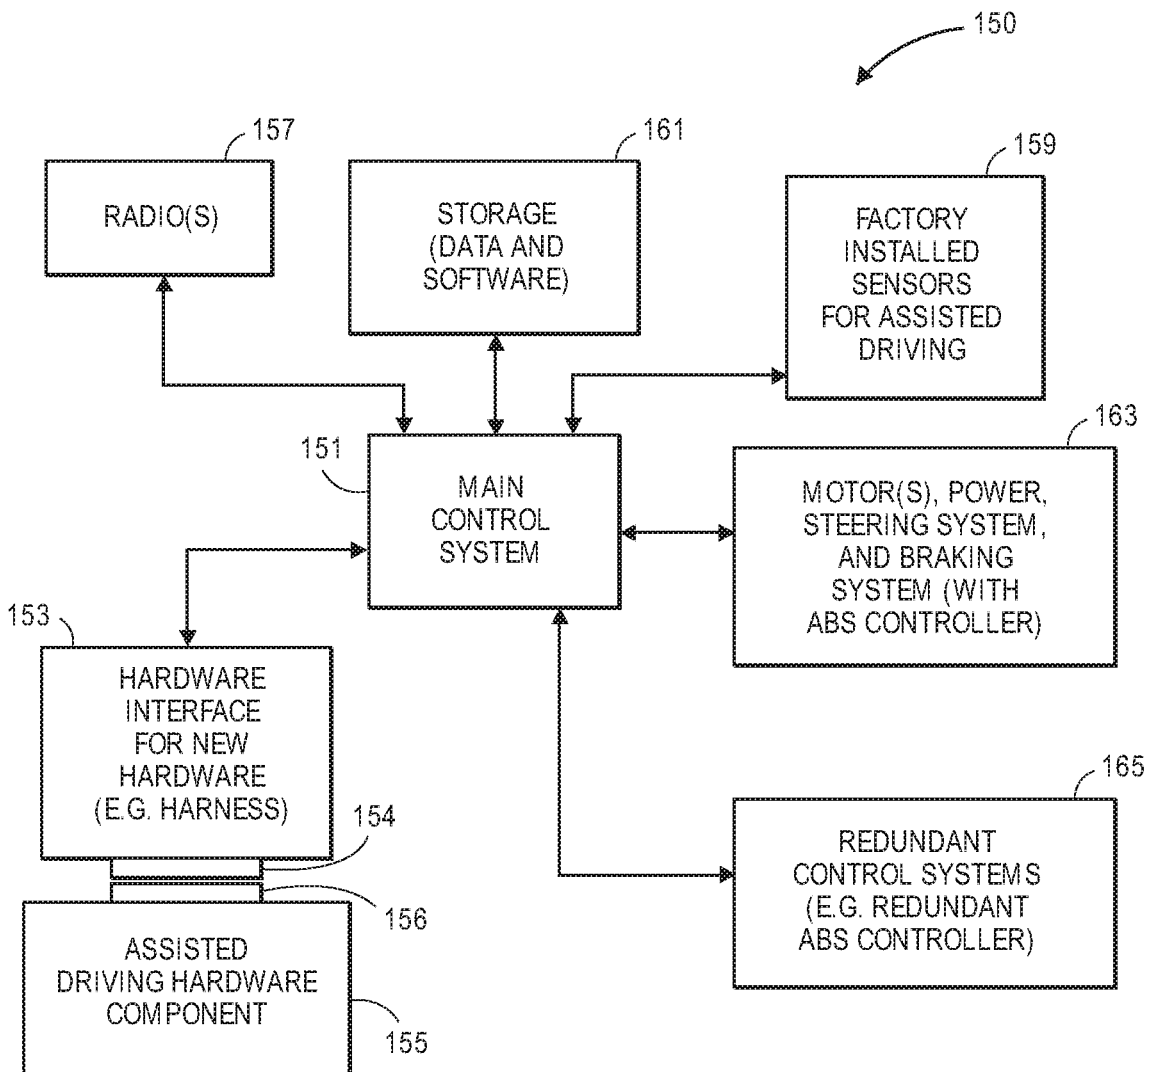 150
157
161
159
RADIO(S)
STORAGE
(DATA AND
SOFTWARE)
FACTORY
INSTALLED
SENSORS
FOR ASSISTED
DRIVING
151
MAIN
CONTROL
SYSTEM
163
MOTOR(S), POWER,
STEERING SYSTEM,
AND BRAKING
SYSTEM (WITH
ABS CONTROLLER)
153
HARDWARE
INTERFACE
FOR NEW
HARDWARE
(E.G. HARNESS)
154
156
165
REDUNDANT
CONTROL SYSTEMS
(E.G. REDUNDANT
ABS CONTROLLER)
ASSISTED
DRIVING HARDWARE
COMPONENT
155